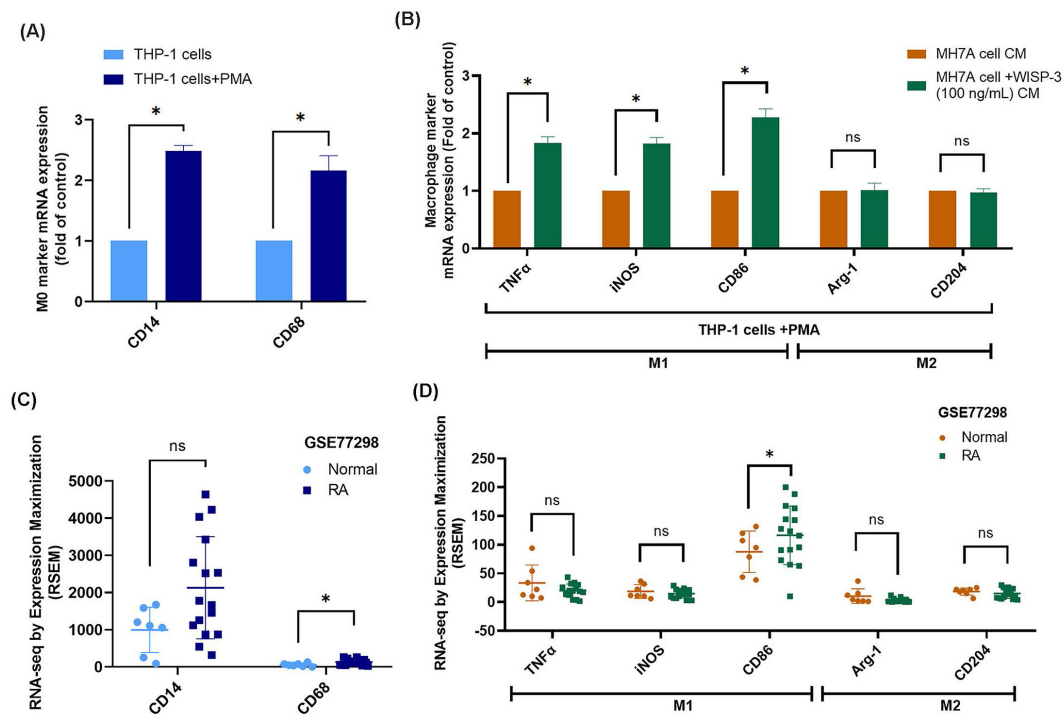 (A)
THP-1 cells
THP-1 cells+PMA
M0 marker mRNA expression
(fold of control)
3
2
1
0
*
*
CD14
CD68
(B)
MH7A cell CM
MH7A cell +WISP-3
(100 ng/mL) CM
Macrophage marker
mRNA expression (Fold of control)
3
2
1
0
*
*
*
ns
ns
TNFα
iNOS
CD86
Arg-1
CD204
THP-1 cells +PMA
M1
M2
(C)
GSE77298
Normal
RA
RNA-seq by Expression Maximization
(RSEM)
5000
4000
3000
2000
1000
0
ns
*
CD14
CD68
(D)
GSE77298
Normal
RA
RNA-seq by Expression Maximization
(RSEM)
250
200
150
100
50
0
-50
ns
ns
*
ns
ns
TNFα
iNOS
CD86
Arg-1
CD204
M1
M2